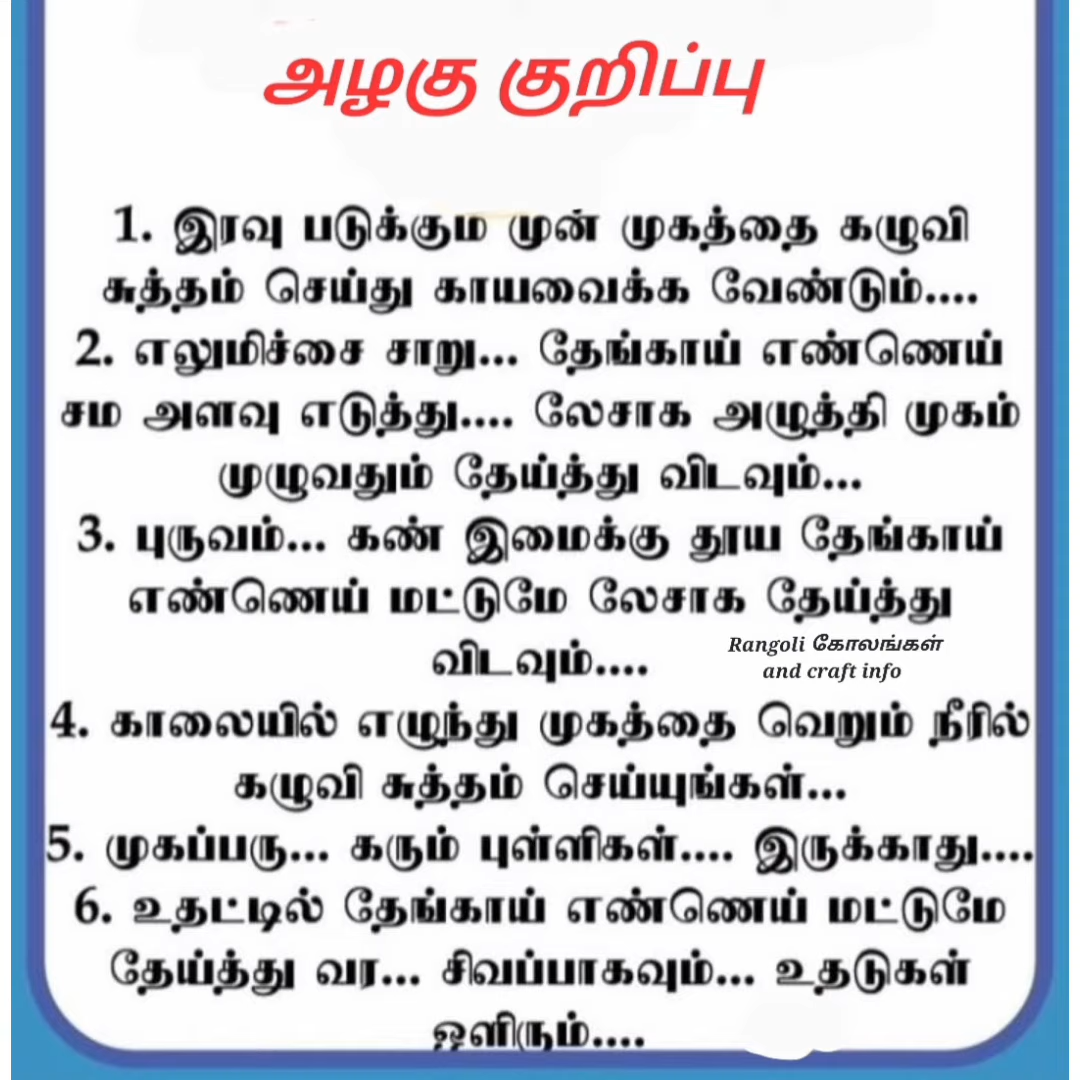 அழகு குறிப்பு
1. இரவு படுக்கும முன் முகத்தை கழுவி
சுத்தம் செய்து காயவைக்க வேண்டும்....
2. எலுமிச்சை சாறு... தேங்காய் எண்ணெய்
சம அளவு எடுத்து.... லேசாக அழுத்தி முகம்
முழுவதும் தேய்த்து விடவும்...
3. புருவம்... கண் இமைக்கு தூய தேங்காய்
எண்ணெய் மட்டுமே லேசாக தேய்த்து
விடவும்....
Rangoli கோலங்கள்
and craft info
4. காலையில் எழுந்து முகத்தை வெறும் நீரில்
கழுவி சுத்தம் செய்யுங்கள்...
5. முகப்பரு... கரும் புள்ளிகள்.... இருக்காது....
6. உதட்டில் தேங்காய் எண்ணெய் மட்டுமே
தேய்த்து வர... சிவப்பாகவும்... உதடுகள்
ஒளிரும்....